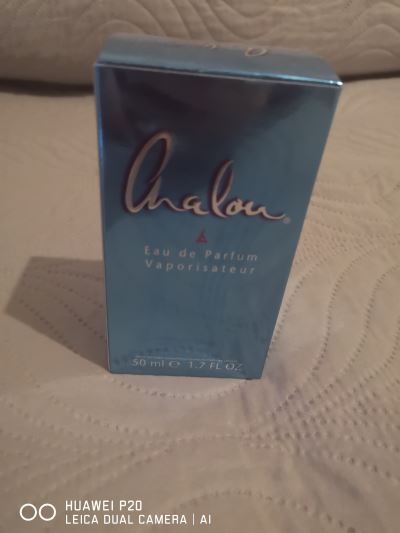 Chalou®
Eau de Parfum
Vaporisateur
50 ml ℮ 1.7 FL OZ
HUAWEI P20
LEICA DUAL CAMERA | AI